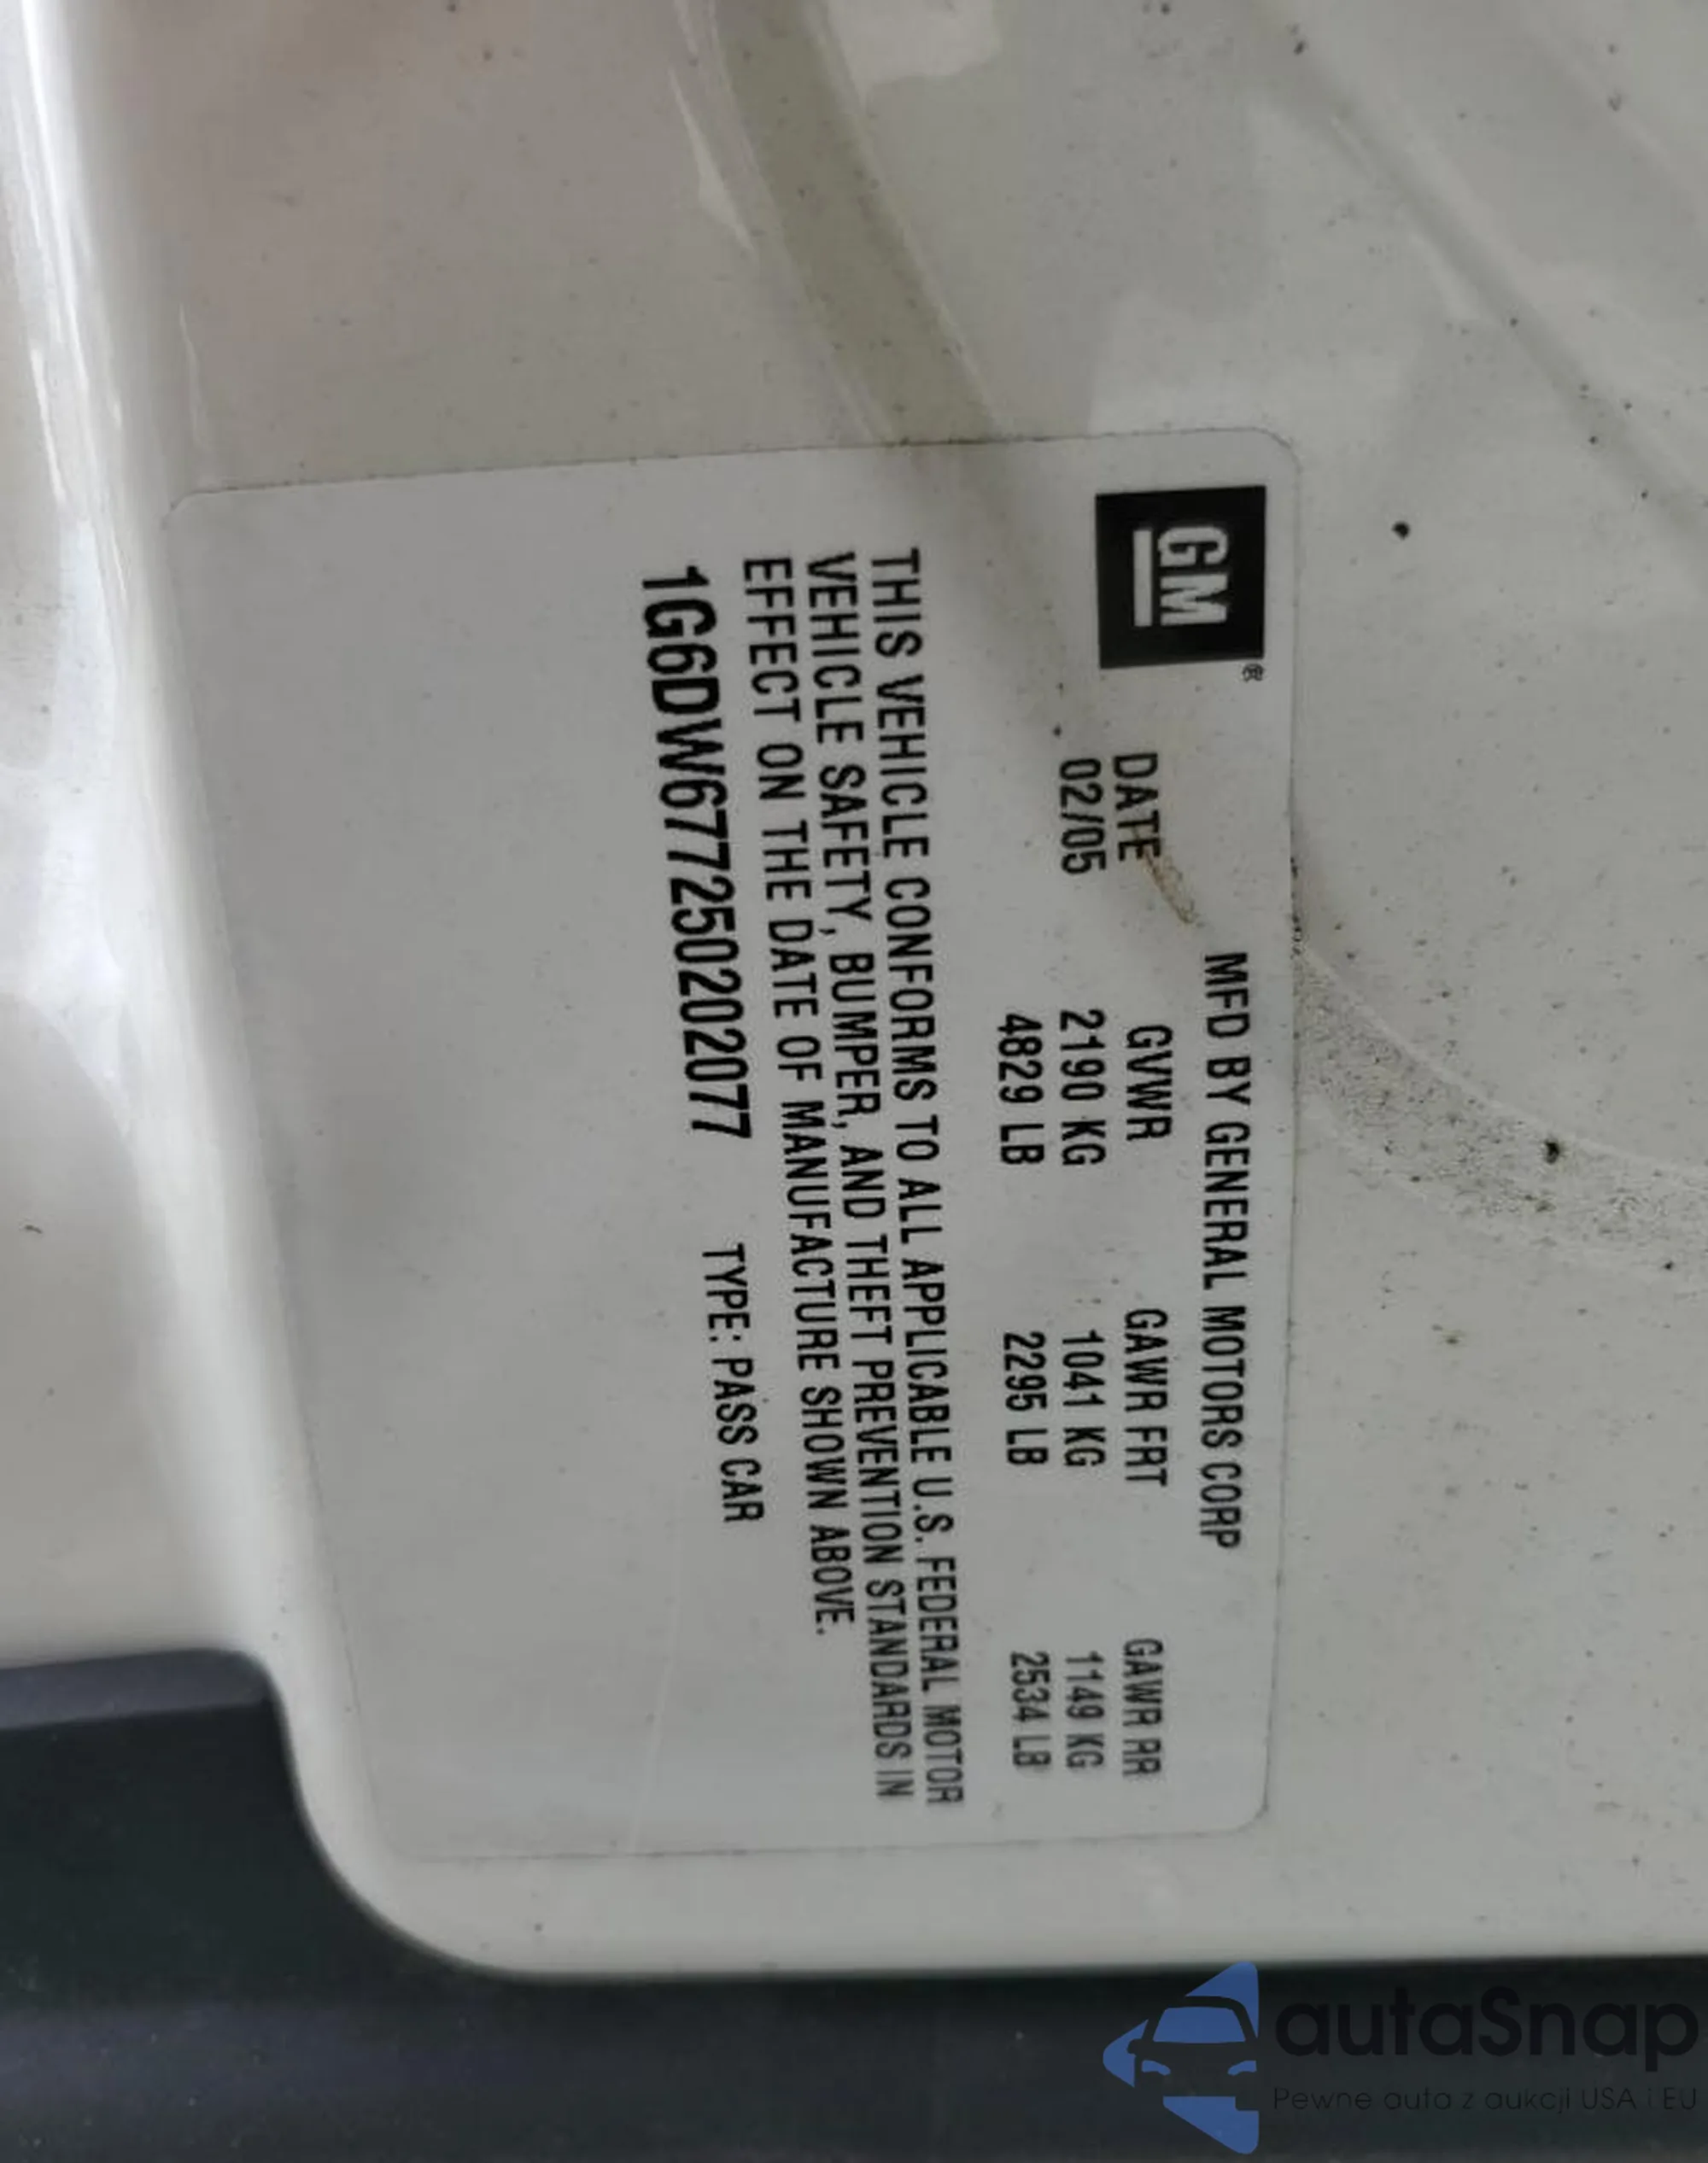 GM®
MFD BY GENERAL MOTORS CORP
DATE GVWR GAWR FRT GAWR RR
02/05 2190 KG 1041 KG 1149 KG
4829 LB 2295 LB 2534 LB
THIS VEHICLE CONFORMS TO ALL APPLICABLE U.S. FEDERAL MOTOR
VEHICLE SAFETY, BUMPER, AND THEFT PREVENTION STANDARDS IN
EFFECT ON THE DATE OF MANUFACTURE SHOWN ABOVE.
1G6DW677250202077 TYPE: PASS CAR
autaSnap
Pewne auta z aukcji USA i EU